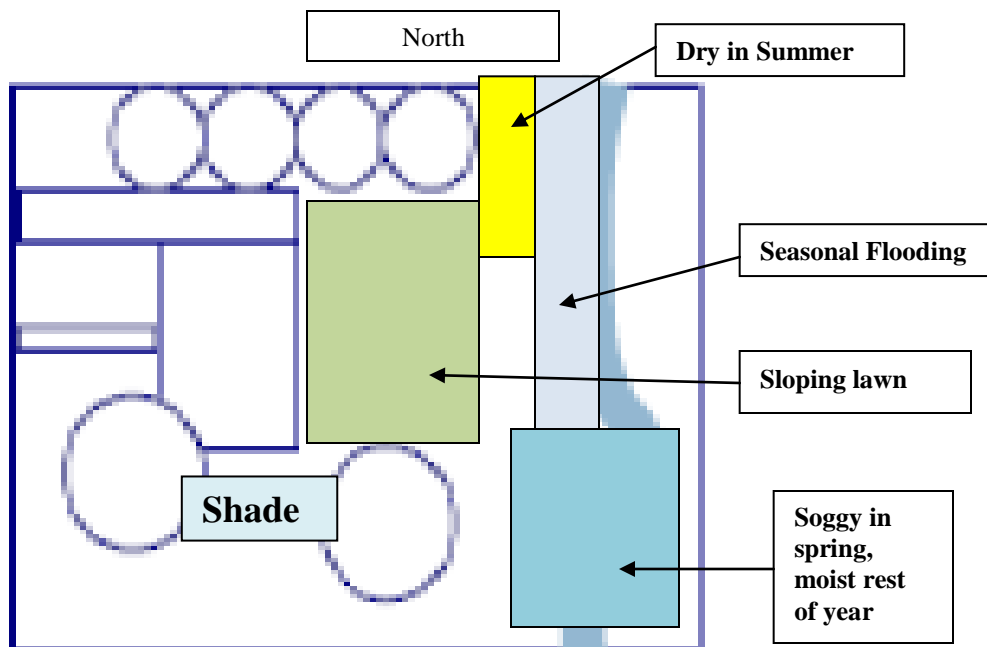 North
Dry in Summer
Seasonal Flooding
Sloping lawn
Shade
Soggy in
spring,
moist rest
of year